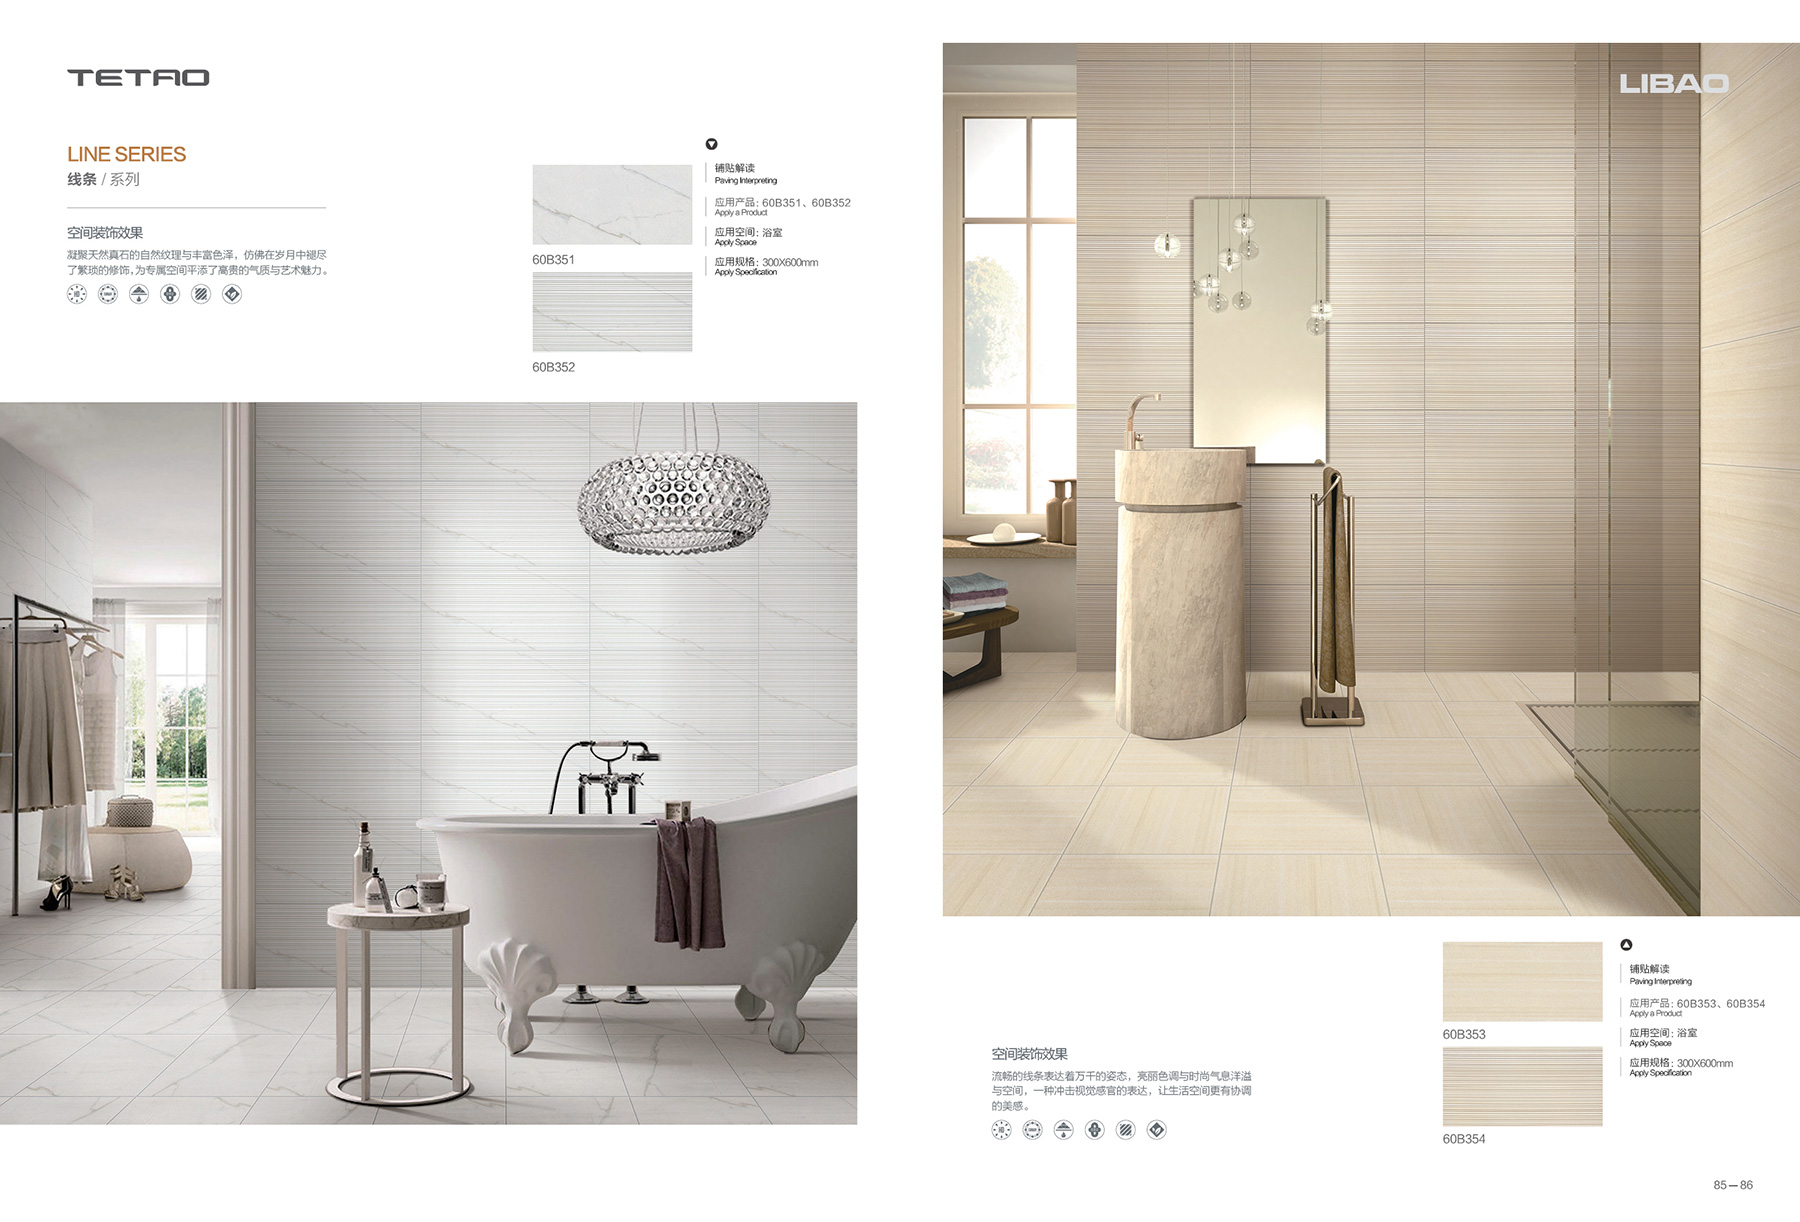 TETAO
LINE SERIES
线条 / 系列
空间装饰效果
凝聚天然真石的自然纹理与丰富色泽，仿佛在岁月中褪尽
了繁琐的修饰，为专属空间平添了高贵的气质与艺术魅力。
60B351
60B352
铺贴解读
Paving Interpreting
应用产品：60B351、60B352
Apply a Product
应用空间：浴室
Apply Space
应用规格：300X600mm
Apply Specification
LIBAO
空间装饰效果
流畅的线条表达着万千的姿态，亮丽色调与时尚气息洋溢
与空间，一种冲击视觉感官的表达，让生活空间更有协调
的美感。
60B353
60B354
铺贴解读
Paving Interpreting
应用产品：60B353、60B354
Apply a Product
应用空间：浴室
Apply Space
应用规格：300X600mm
Apply Specification
85—86